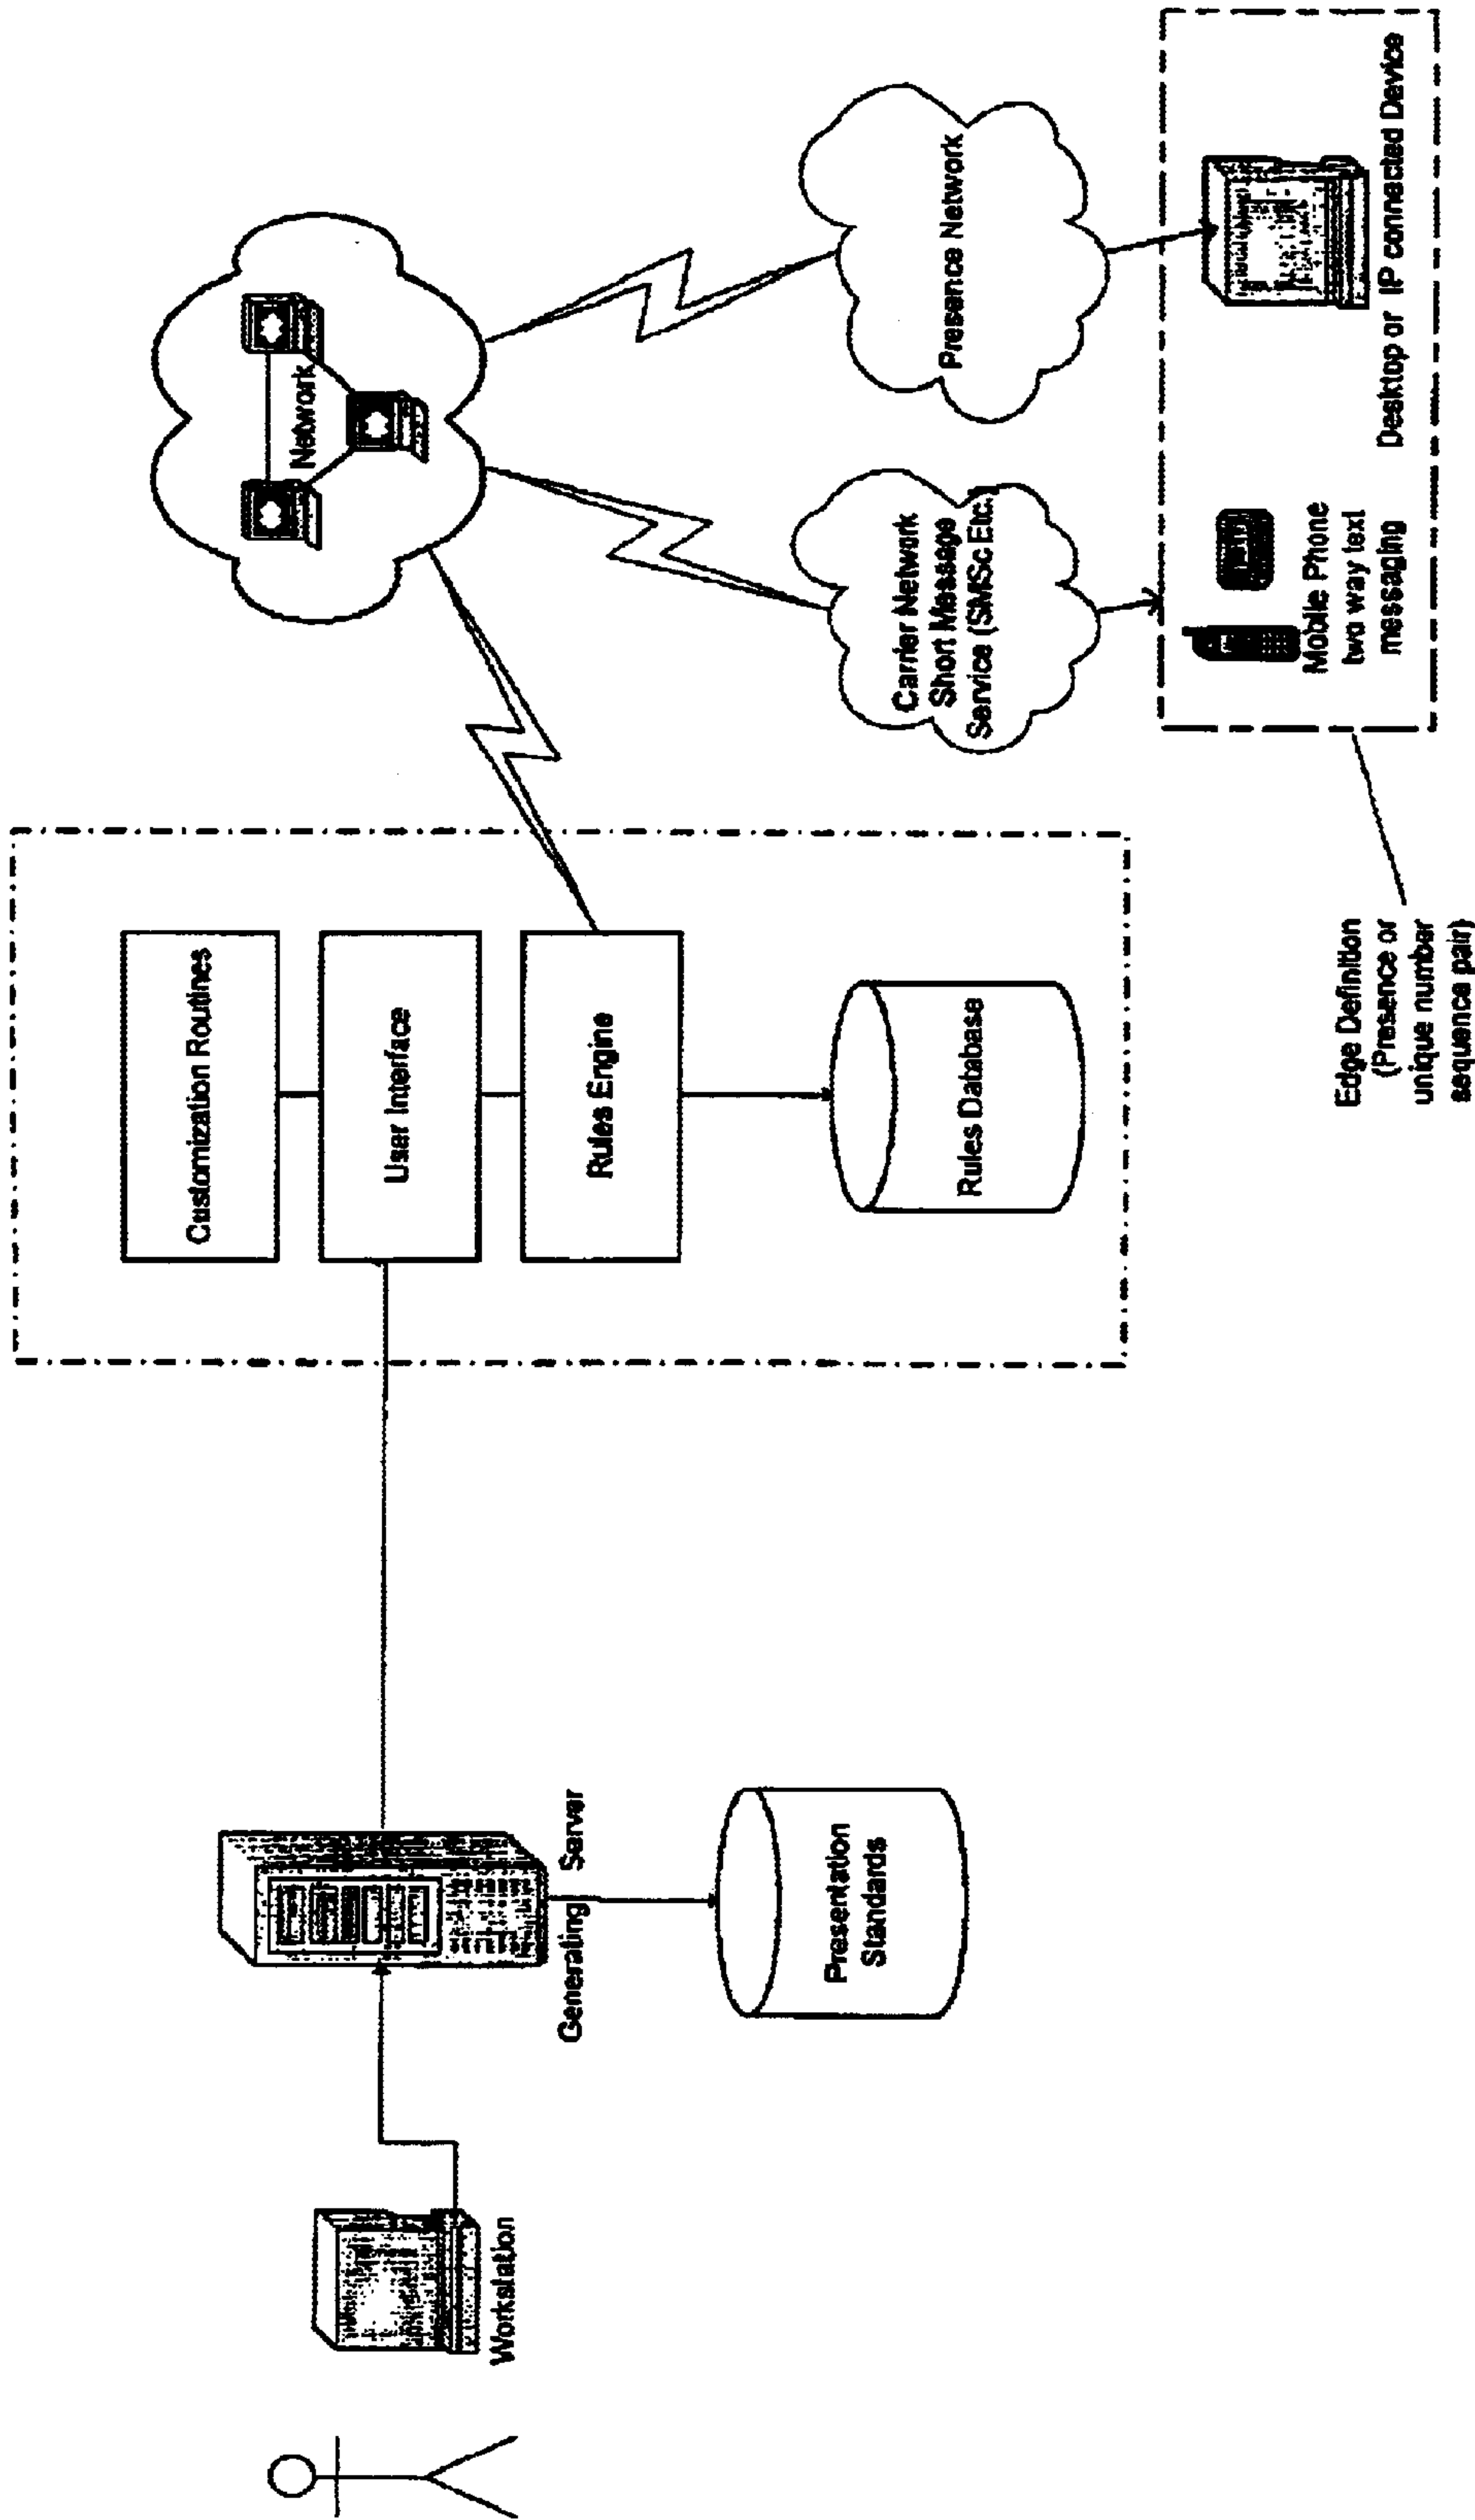 Workstation
Generating Server
Presentation
Standards
Customization Routines
User Interface
Rules Engine
Rules Database
Network
Carrier Network
Short Message
Service (SMSc Etc.
Presence Network
Mobile Phone
two way text
messaging
Desktop or IP connected Device
Edge Definition
(Presence or
unique number
sequence pair)